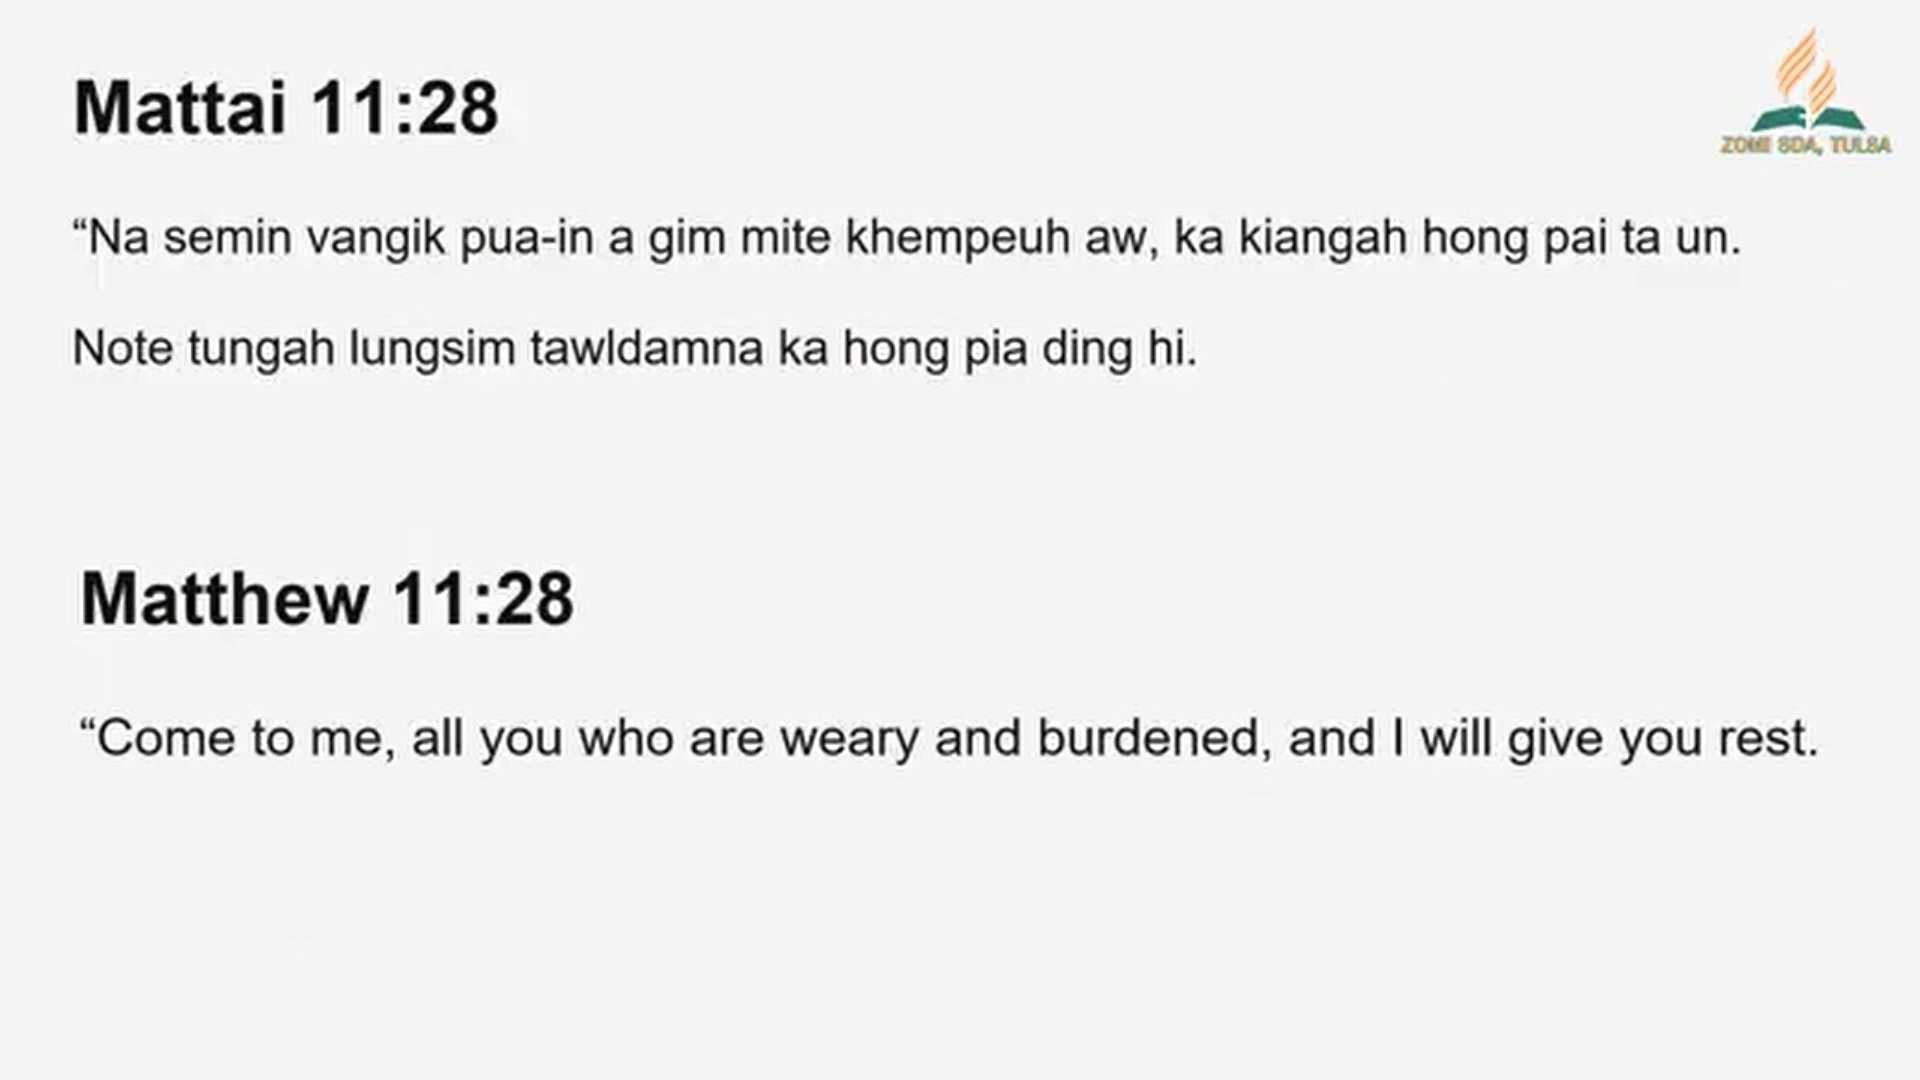 Mattai 11:28
ZOMI SDA, TULSA
“Na semin vangik pua-in a gim mite khempeuh aw, ka kiangah hong pai ta un.
Note tungah lungsim tawldamna ka hong pia ding hi.
Matthew 11:28
“Come to me, all you who are weary and burdened, and I will give you rest.